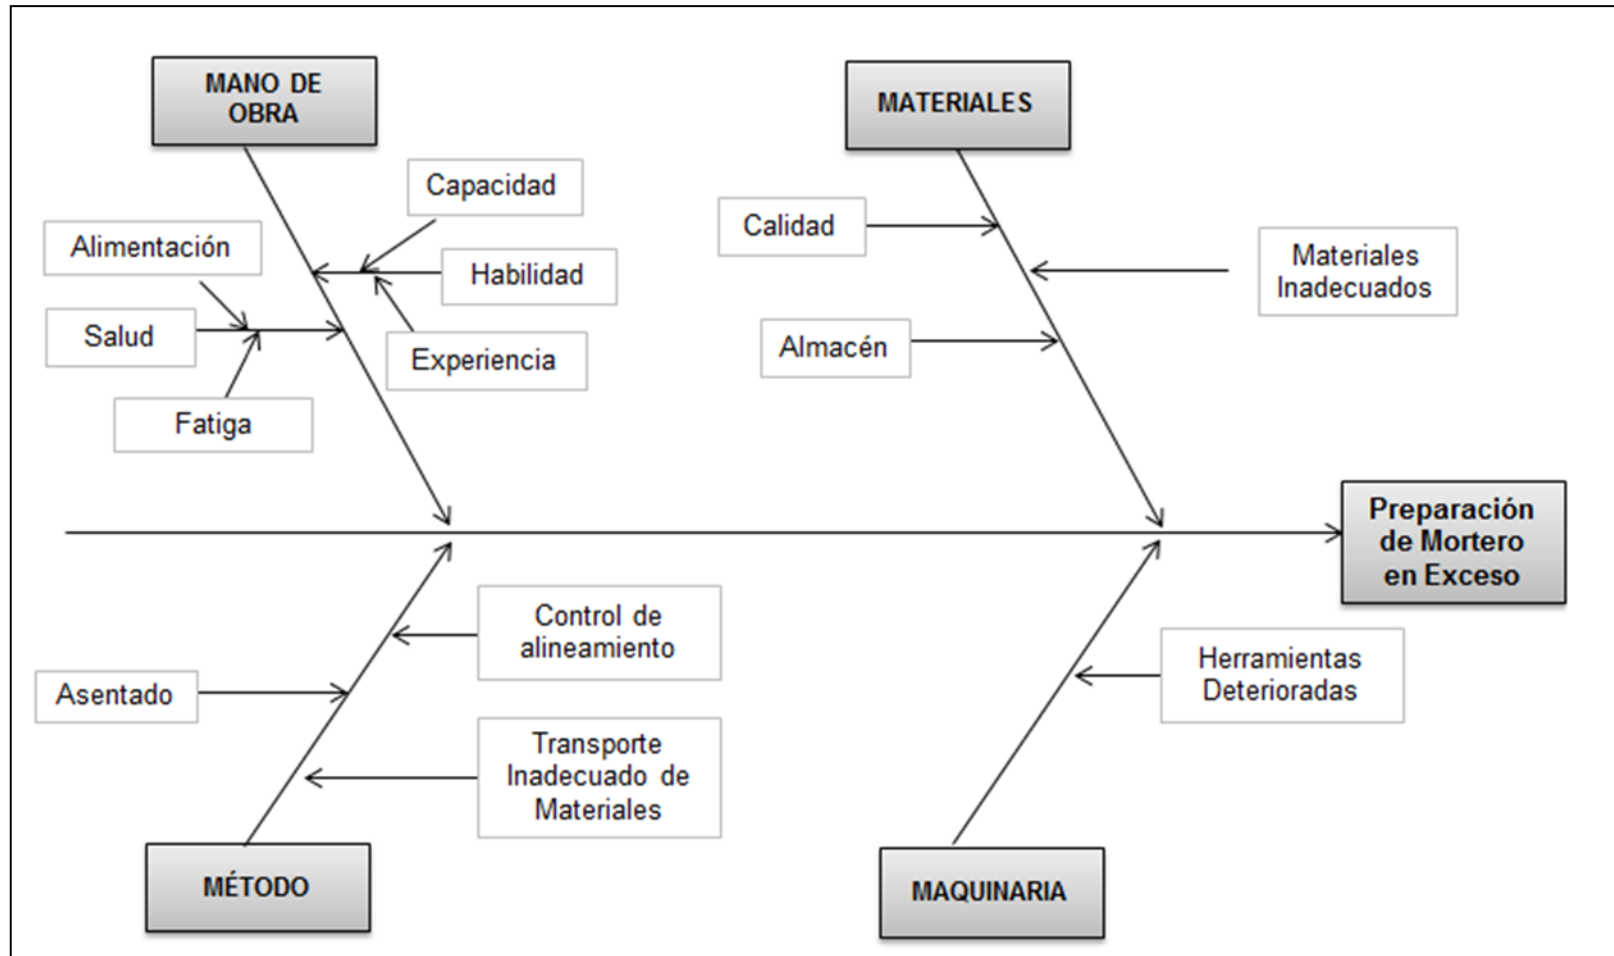 MANO DE
OBRA
MATERIALES
Capacidad
Calidad
Alimentación
Habilidad
Materiales
Inadecuados
Salud
Experiencia
Almacén
Fatiga
Preparación
de Mortero
en Exceso
Control de
alineamiento
Herramientas
Deterioradas
Asentado
Transporte
Inadecuado de
Materiales
MÉTODO
MAQUINARIA